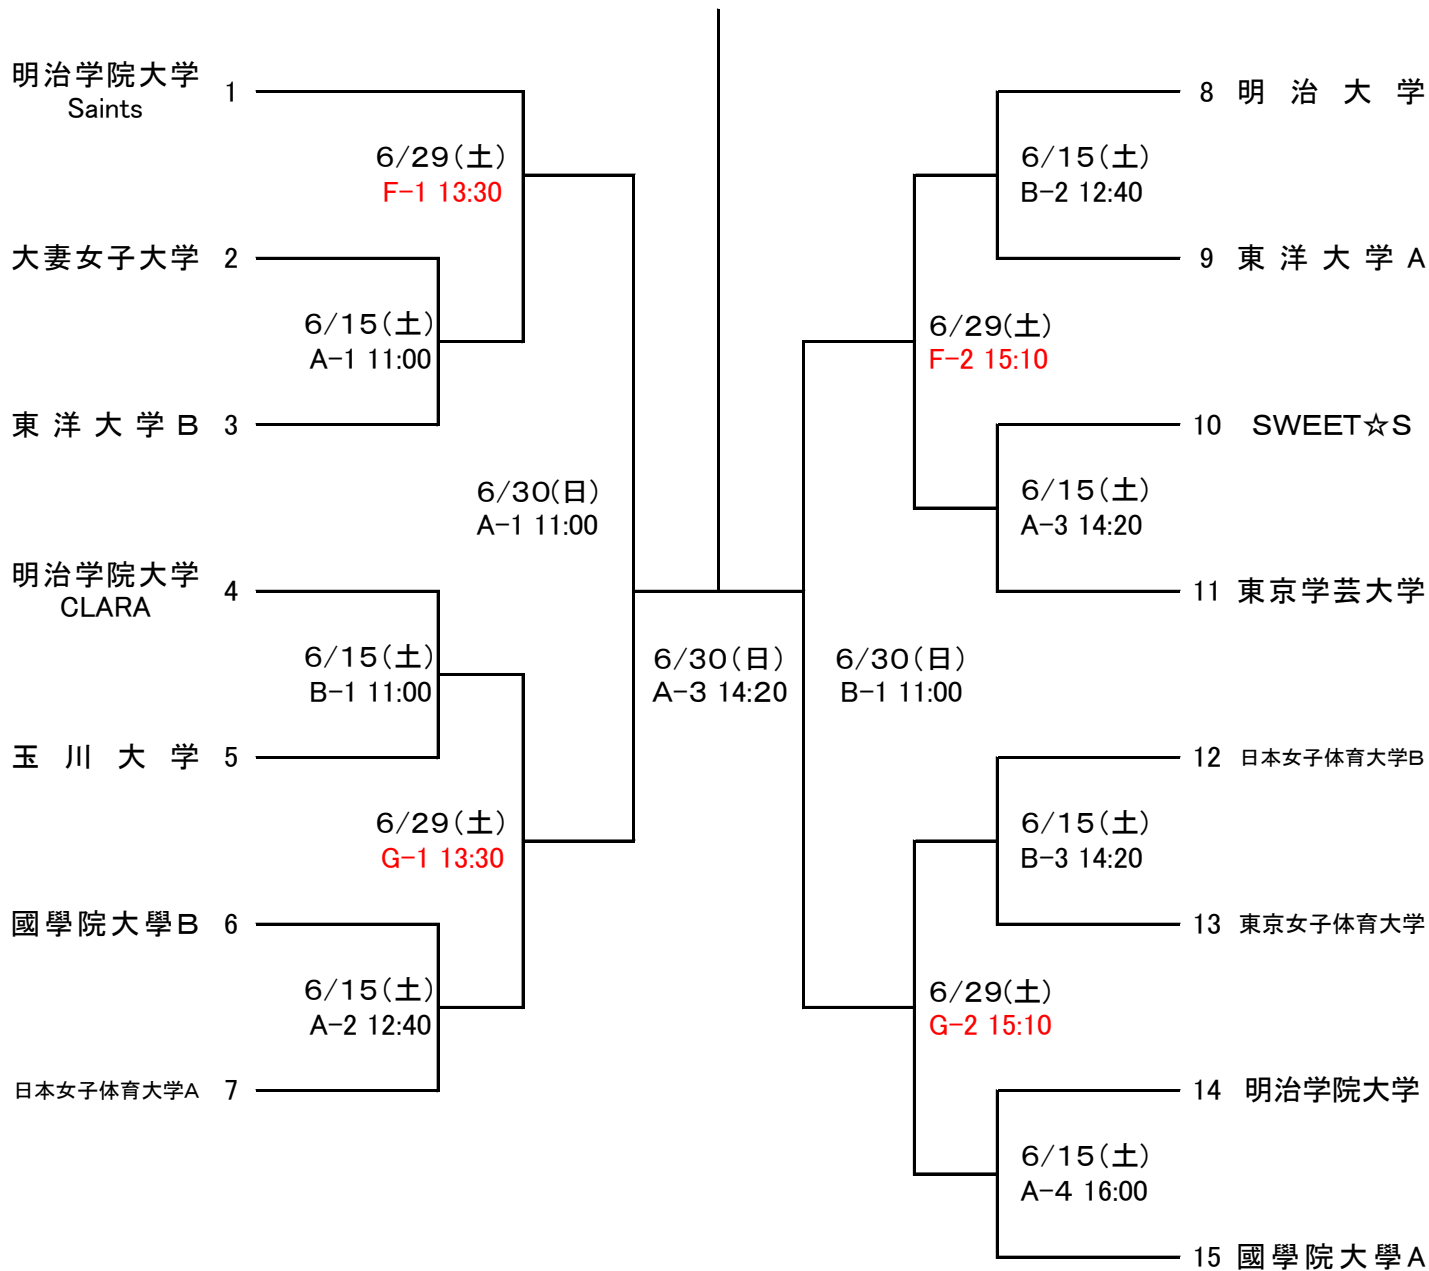 明治学院大学
Saints
1
6/29(土)
F-1 13:30
大妻女子大学 2
6/15(土)
A-1 11:00
東洋大学B 3
6/30(日)
A-1 11:00
明治学院大学
CLARA
4
6/15(土)
B-1 11:00
玉川大学 5
6/29(土)
G-1 13:30
國學院大學B 6
6/15(土)
A-2 12:40
日本女子体育大学A 7
6/30(日)
A-3 14:20
8 明治大学
6/15(土)
B-2 12:40
9 東洋大学A
6/29(土)
F-2 15:10
10 SWEET☆S
6/15(土)
A-3 14:20
11 東京学芸大学
6/30(日)
B-1 11:00
12 日本女子体育大学B
6/15(土)
B-3 14:20
13 東京女子体育大学
6/29(土)
G-2 15:10
14 明治学院大学
6/15(土)
A-4 16:00
15 國學院大學A